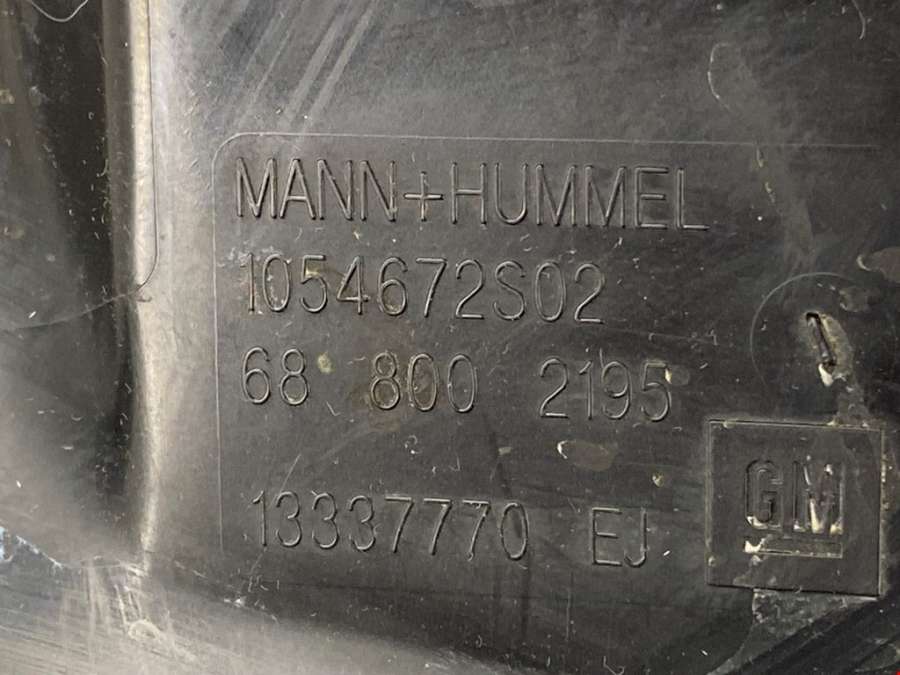 MANN+HUMMEL
1054672S02
68 800 2195
13337770 EJ
GM